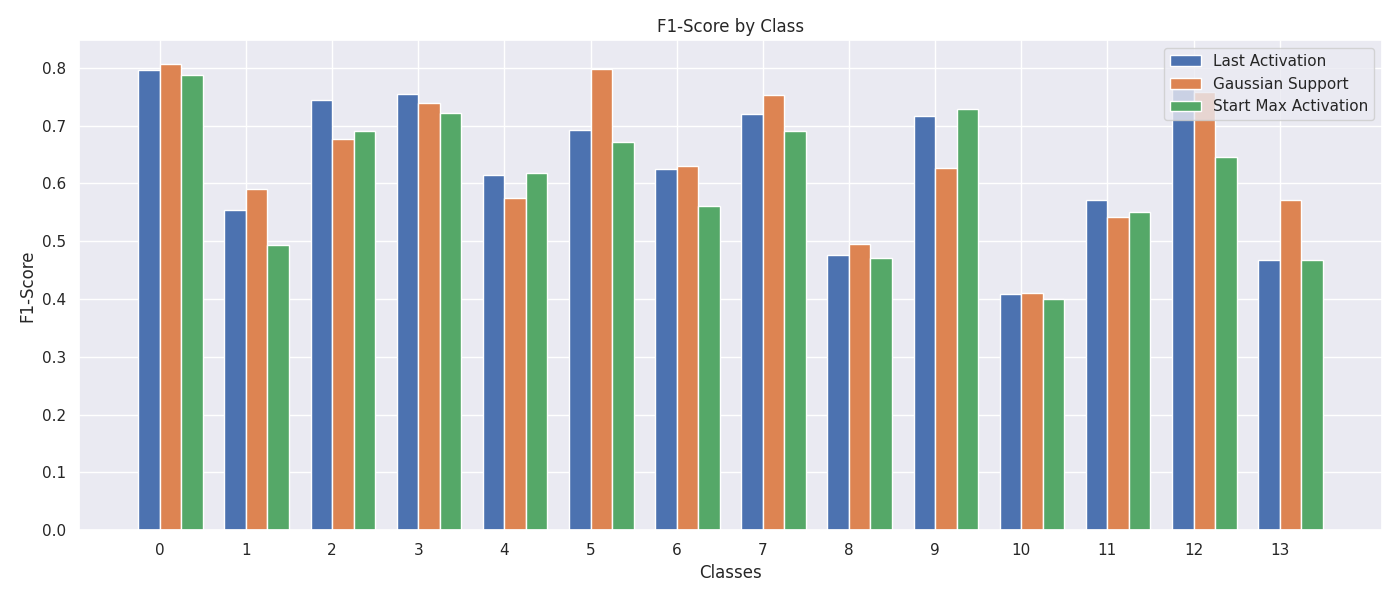 F1-Score by Class
Last Activation
Gaussian Support
Start Max Activation
F1-Score
0.8
0.7
0.6
0.5
0.4
0.3
0.2
0.1
0.0
0 1 2 3 4 5 6 7 8 9 10 11 12 13
Classes